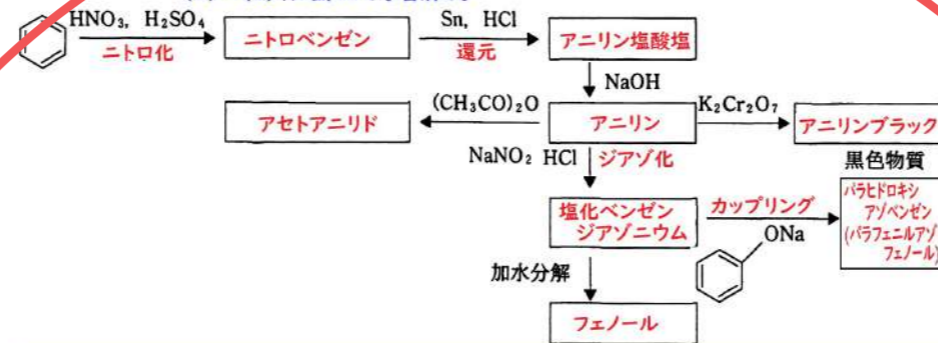 HNO₃, H₂SO₄
ニトロ化
ニトロベンゼン
Sn, HCl
還元
アニリン塩酸塩
NaOH
アセトアニリド
(CH₃CO)₂O
アニリン
K₂Cr₂O₇
アニリンブラック
黒色物質
NaNO₂ HCl
ジアゾ化
塩化ベンゼン
ジアゾニウム
カップリング
ONa
パラヒドロキシ
アゾベンゼン
(パラフェニルアゾ
フェノール)
加水分解
フェノール